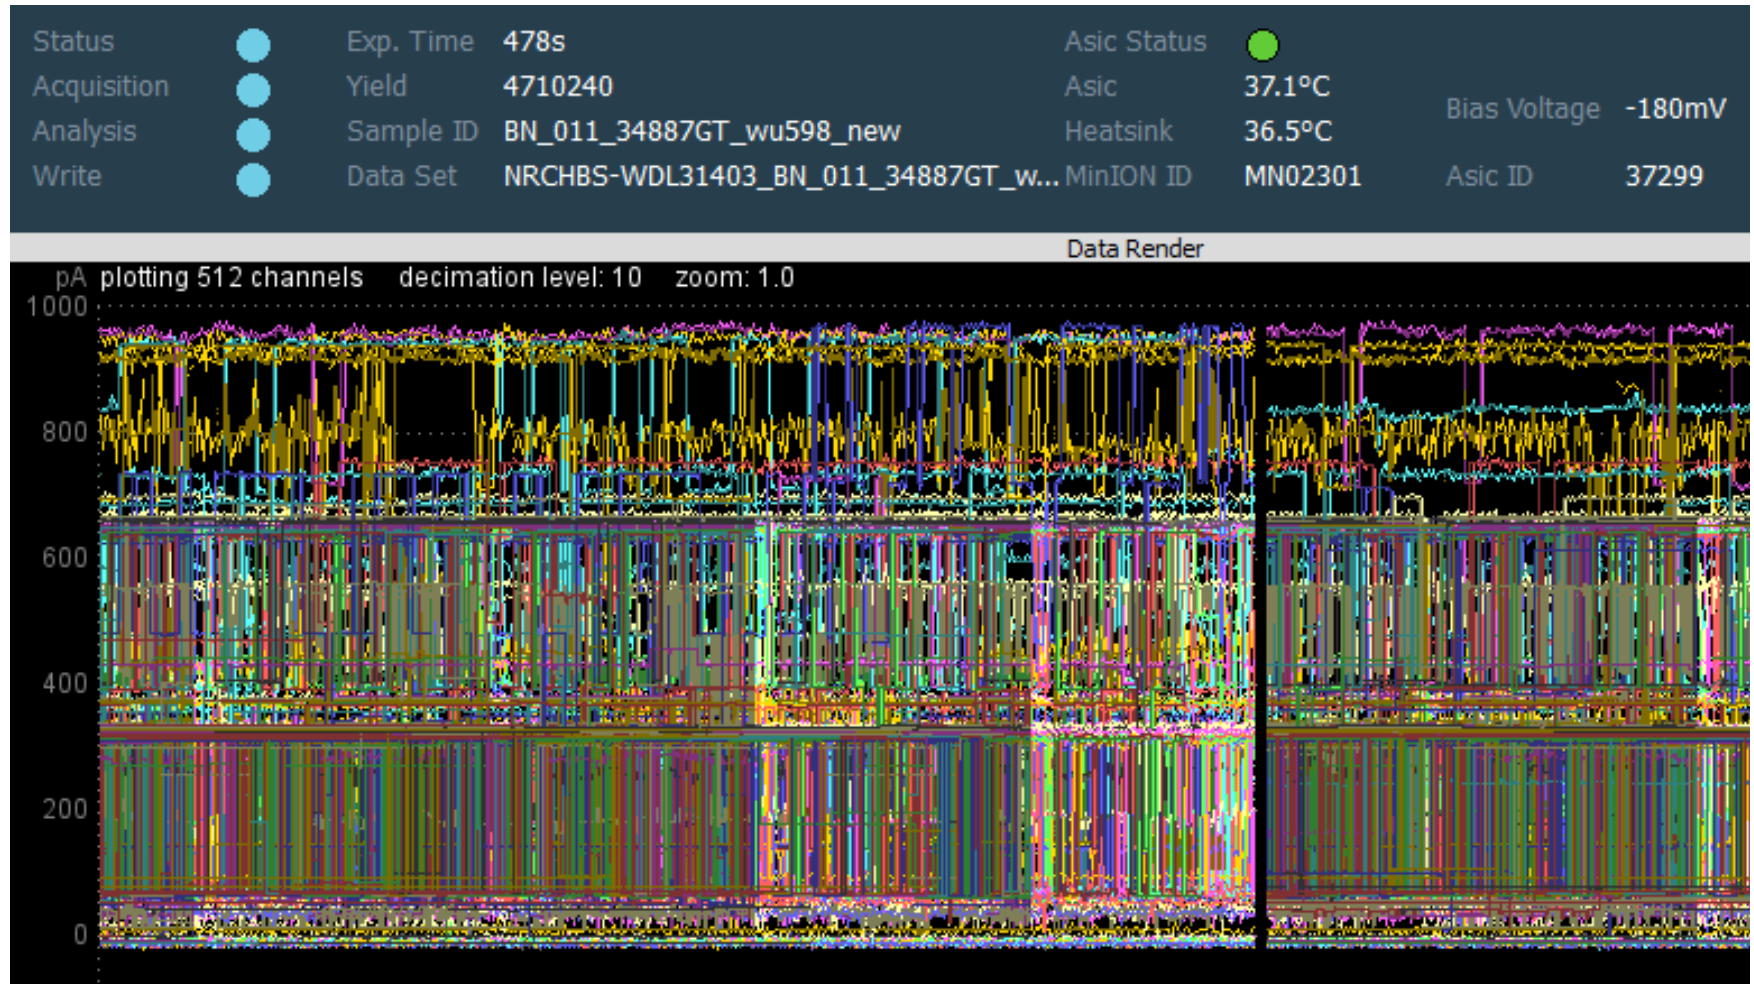 Status Exp. Time 478s Asic Status
Acquisition Yield 4710240 Asic 37.1°C
Bias Voltage -180mV
Analysis Sample ID BN_011_34887GT_wu598_new Heatsink 36.5°C
Write Data Set NRCHBS-WDL31403_BN_011_34887GT_w... MinION ID MN02301 Asic ID 37299
Data Render
pA plotting 512 channels decimation level: 10 zoom: 1.0
1000
800
600
400
200
0